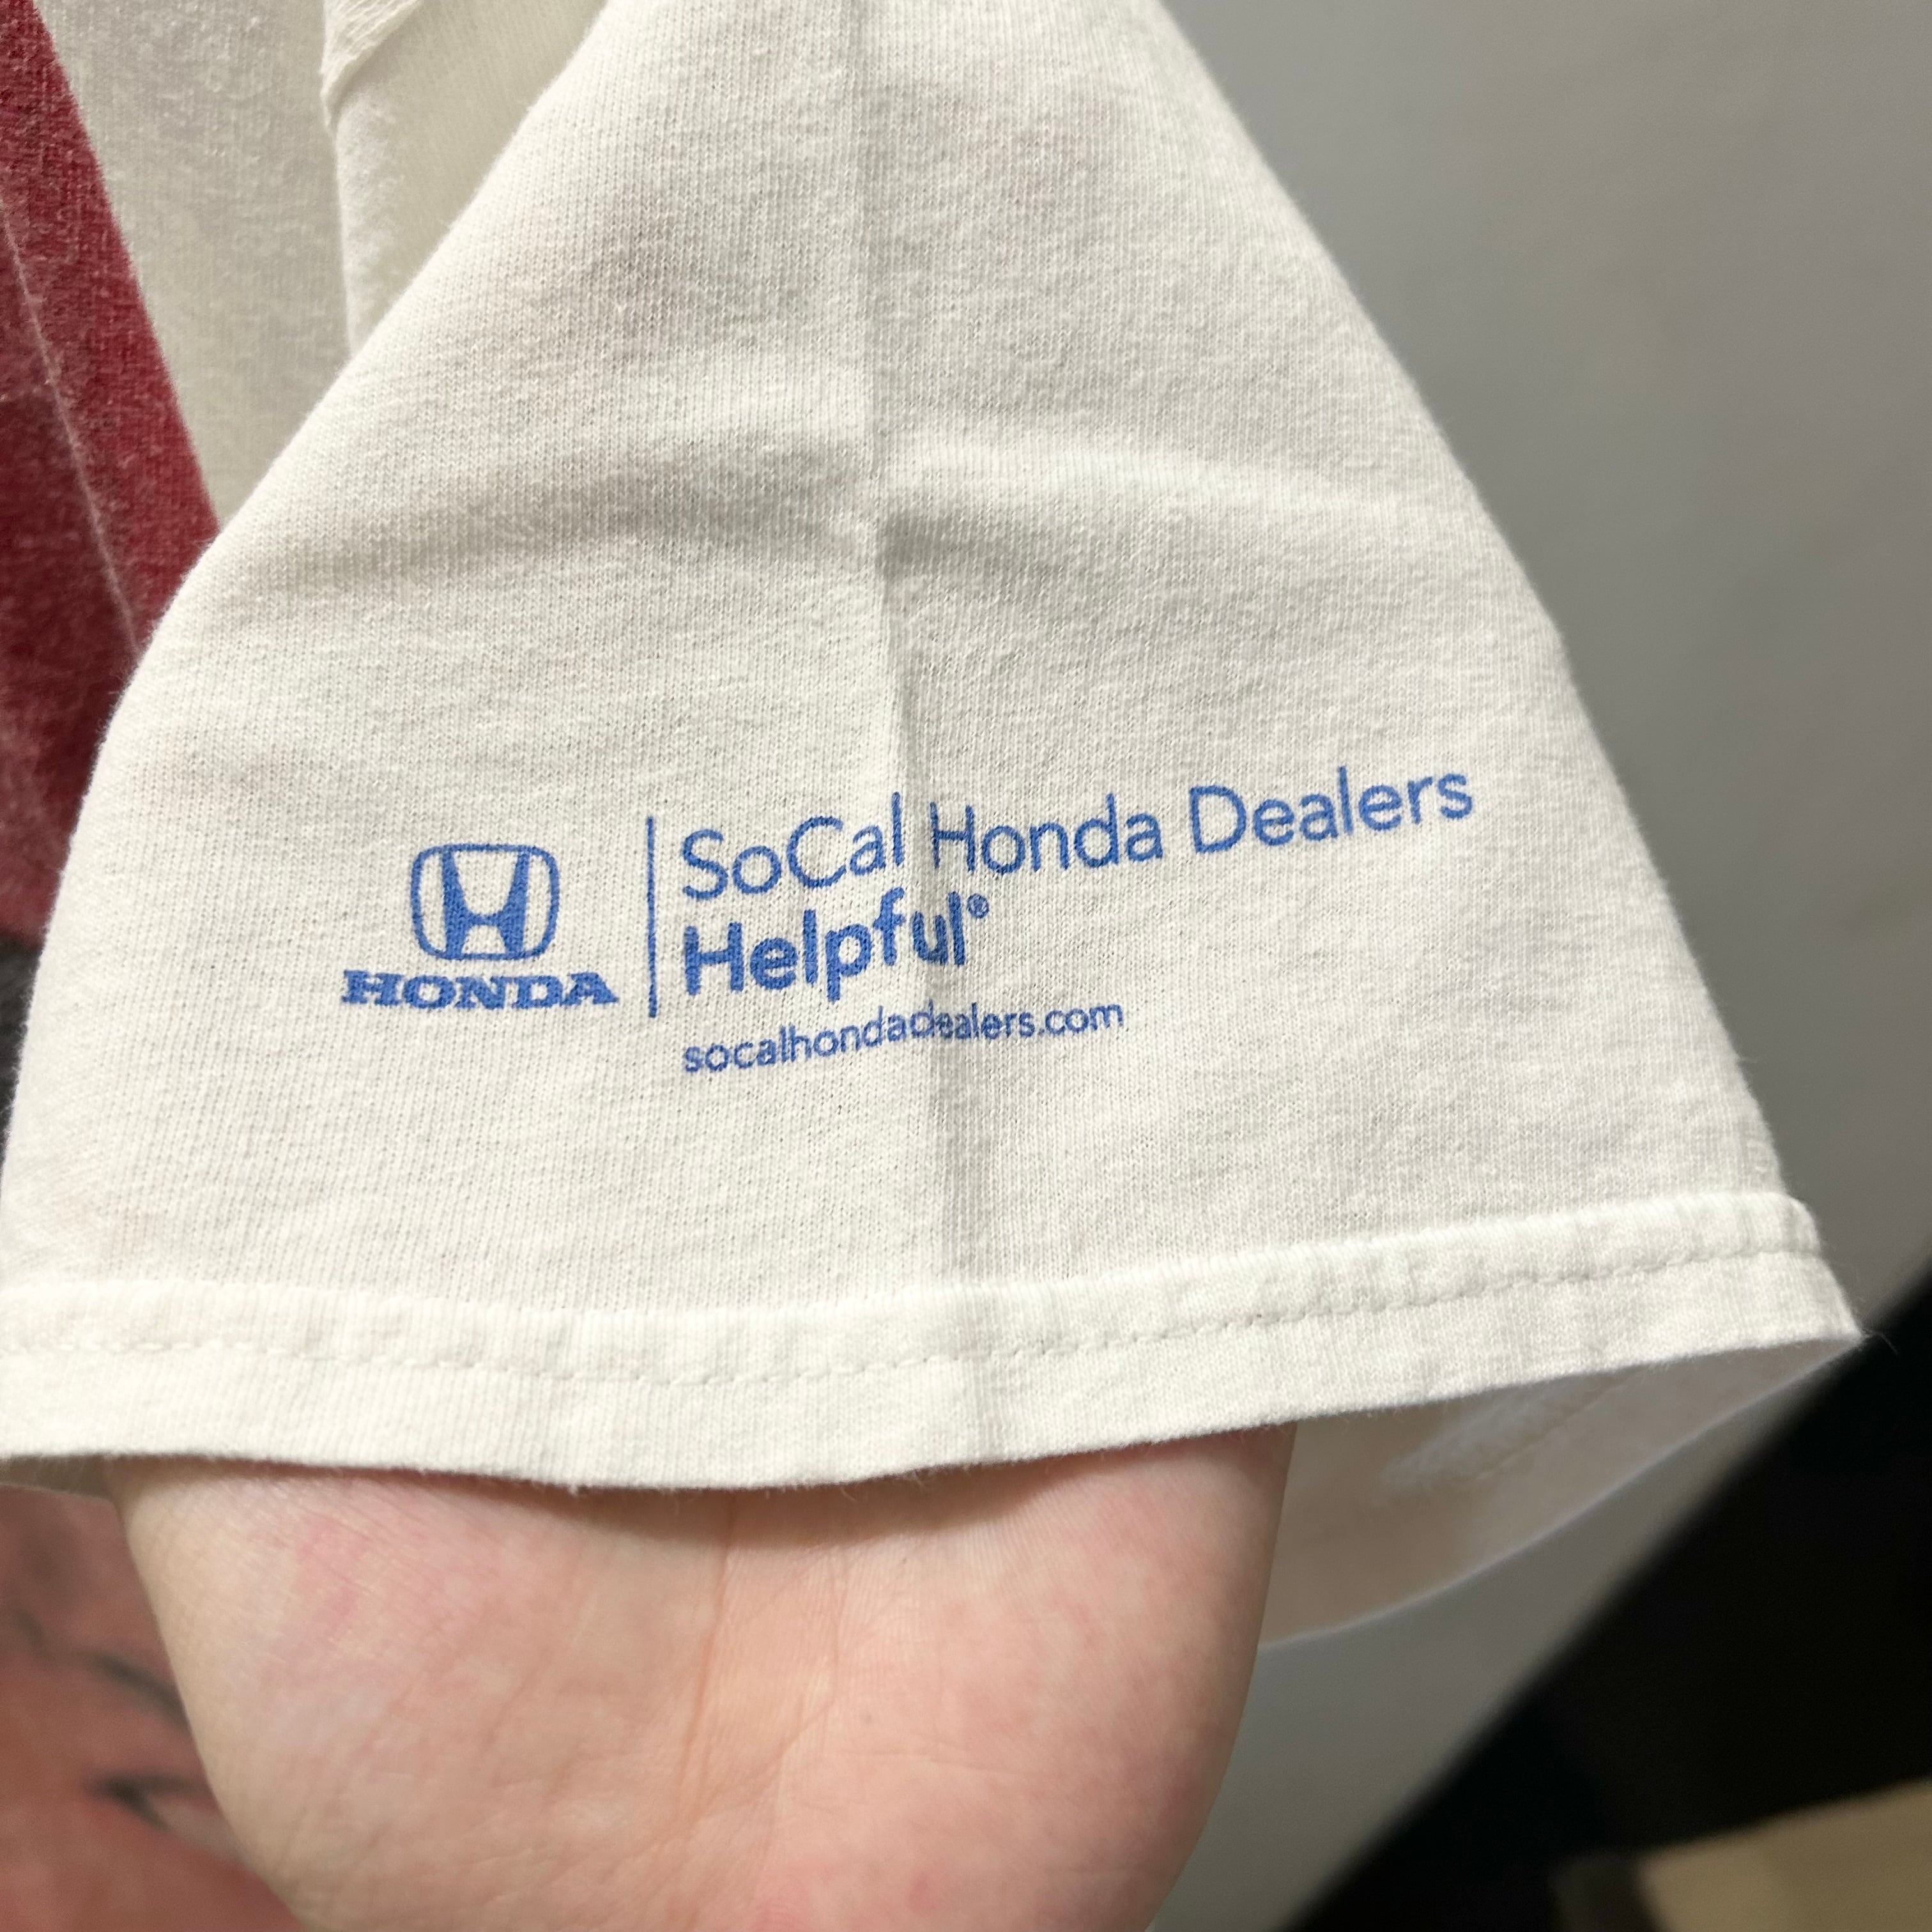 HONDA
SoCal Honda Dealers
Helpful®
socalhondadealers.com